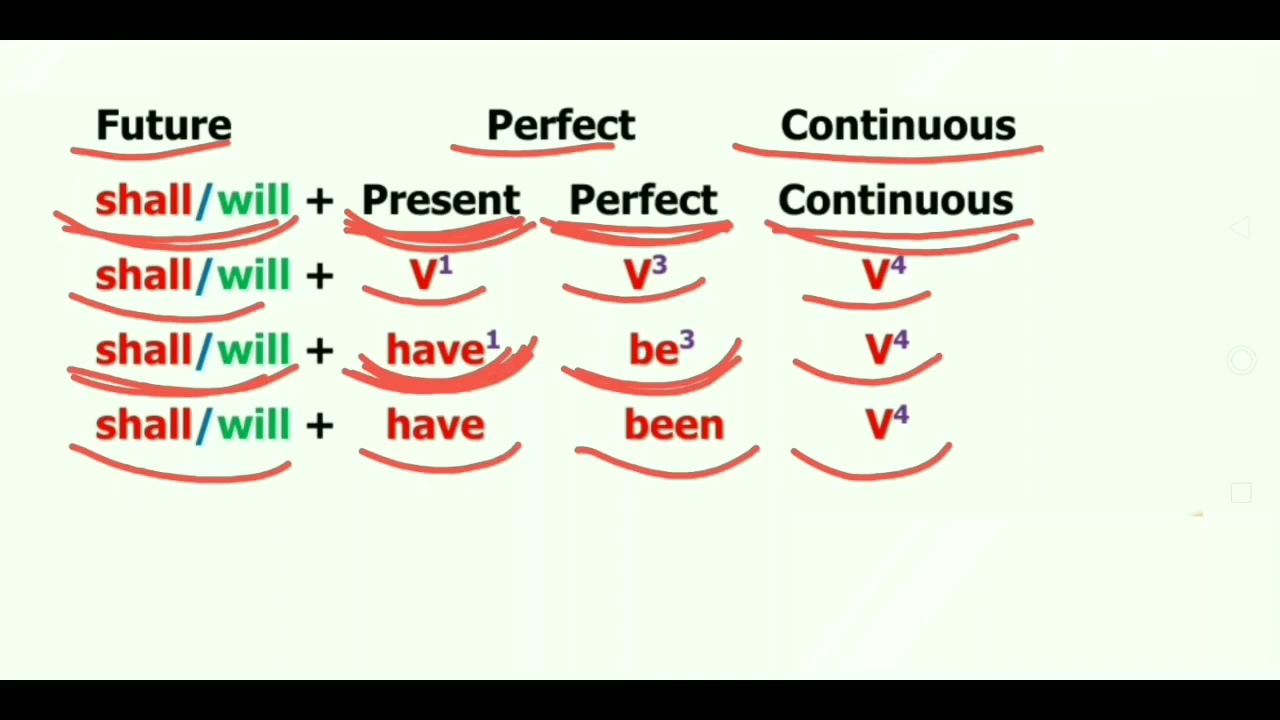 Future Perfect Continuous
shall/will + Present Perfect Continuous
shall/will + V¹ V³ V⁴
shall/will + have¹ be³ V⁴
shall/will + have been V⁴